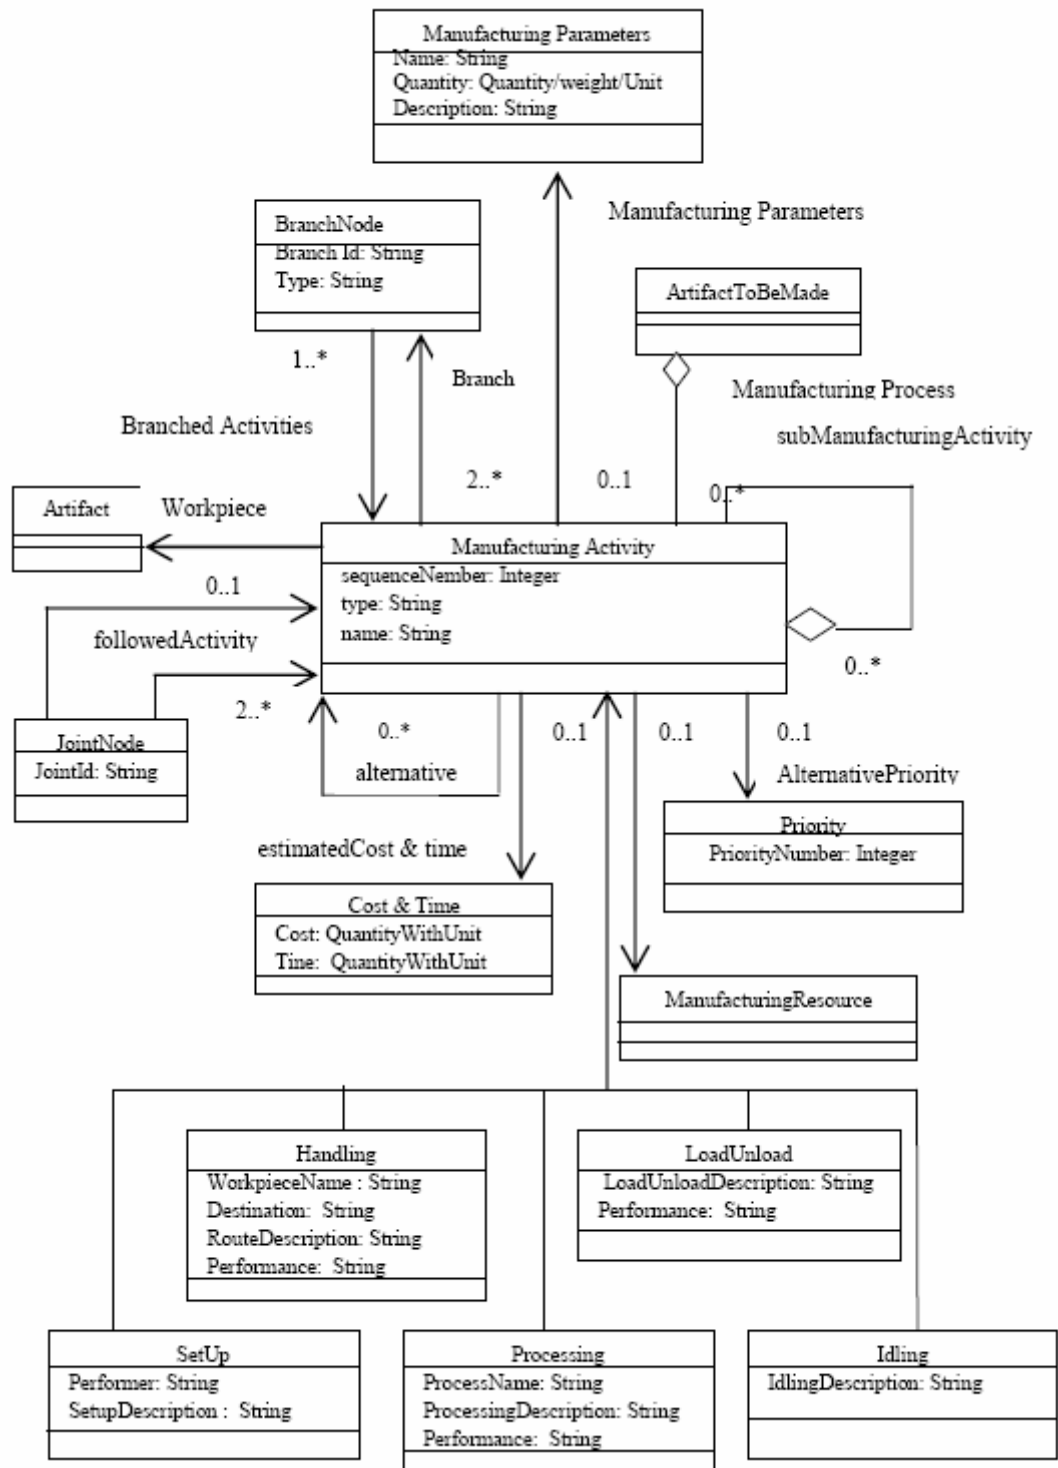 Manufacturing Parameters
Name: String
Quantity: Quantity/weight/Unit
Description: String
Manufacturing Parameters
BranchNode
Branch Id: String
Type: String
ArtifactToBeMade
1..*
Branch
Manufacturing Process
Branched Activities
subManufacturingActivity
2..*
0..1
0..*
Artifact
Workpiece
Manufacturing Activity
sequenceNember: Integer
type: String
name: String
0..1
followedActivity
0..*
2..*
JointNode
JointId: String
0..*
0..1
0..1
0..1
alternative
AlternativePriority
estimatedCost & time
Priority
PriorityNumber: Integer
Cost & Time
Cost: QuantityWithUnit
Tine: QuantityWithUnit
ManufacturingResource
Handling
WorkpieceName : String
Destination: String
RouteDescription: String
Performance: String
LoadUnload
LoadUnloadDescription: String
Performance: String
SetUp
Performer: String
SetupDescription : String
Processing
ProcessName: String
ProcessingDescription: String
Performance: String
Idling
IdlingDescription: String